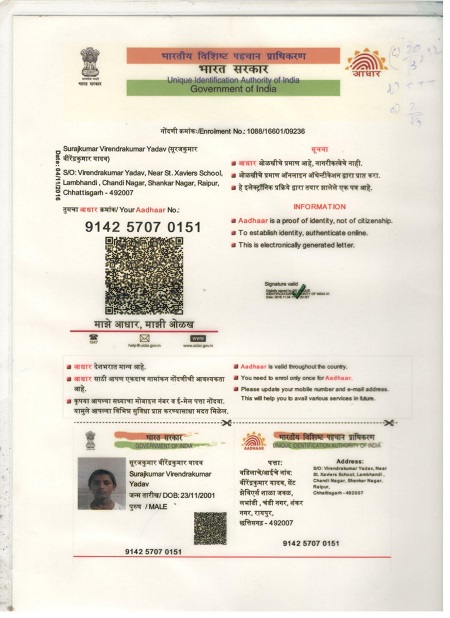 भारतीय विशिष्ट पहचान प्राधिकरण
भारत सरकार
Unique Identification Authority of India
Government of India
भारत सरकार
आधार
नोंदणी क्रमांक:/Enrolment No.: 1088/16601/09236
Date: 04/11/2016
Surajkumar Virendrakumar Yadav (सूरजकुमार
वीरेंद्रकुमार यादव)
S/O: Virendrakumar Yadav, Near St. Xaviers School,
Lambhandi, Chandi Nagar, Shankar Nagar, Raipur,
Chhattisgarh - 492007
तुमचा आधार क्रमांक/ Your Aadhaar No.:
9142 5707 0151
माझे आधार, माझी ओळख
1947
help@uidai.gov.in
www.uidai.gov.in
सूचना
आधार ओळखीचे प्रमाण आहे, नागरीकत्वेचे नाही.
ओळखीचे प्रमाण ऑनलाइन ऑथेन्टीकेशन द्वारा प्राप्त करा.
हे इलेक्ट्रॉनिक प्रक्रिये द्वारा तयार झालेले एक पत्र आहे.
INFORMATION
Aadhaar is a proof of identity, not of citizenship.
To establish identity, authenticate online.
This is electronically generated letter.
Signature valid
आधार देशभरात मान्य आहे.
आधार साठी आपण एकदाच नामांकन नोंदणीची आवश्यकता
आहे.
कृपया आपल्या सध्याचा मोबाइल नंबर व ई-मेल पत्ता नोंदवा.
यामुळे आपल्या विभिन्न सुविधा प्राप्त करण्यासाधा मदत मिळेल.
Aadhaar is valid throughout the country.
You need to enrol only once for Aadhaar.
Please update your mobile number and e-mail address.
This will help you to avail various services in future.
भारत सरकार
GOVERNMENT OF INDIA
सूरजकुमार वीरेंद्रकुमार यादव
Surajkumar Virendrakumar
Yadav
जन्म तारीख/ DOB: 23/11/2001
पुरुष / MALE
9142 5707 0151
AADHAAR
भारतीय विशिष्ट पहचान प्राधिकरण
UNIQUE IDENTIFICATION AUTHORITY OF INDIA
पत्ता:
वडिलाचे/आईचे नांव:
वीरेंद्रकुमार यादव, सेंट
झेवियर्स शाळा जवळ,
लभांडी, चंडी नगर, शंकर
नगर, रायपुर,
छत्तिसगढ - 492007
Address:
S/O: Virendrakumar Yadav, Near
St. Xaviers School, Lambhandi,
Chandi Nagar, Shankar Nagar,
Raipur,
Chhattisgarh - 492007
9142 5707 0151